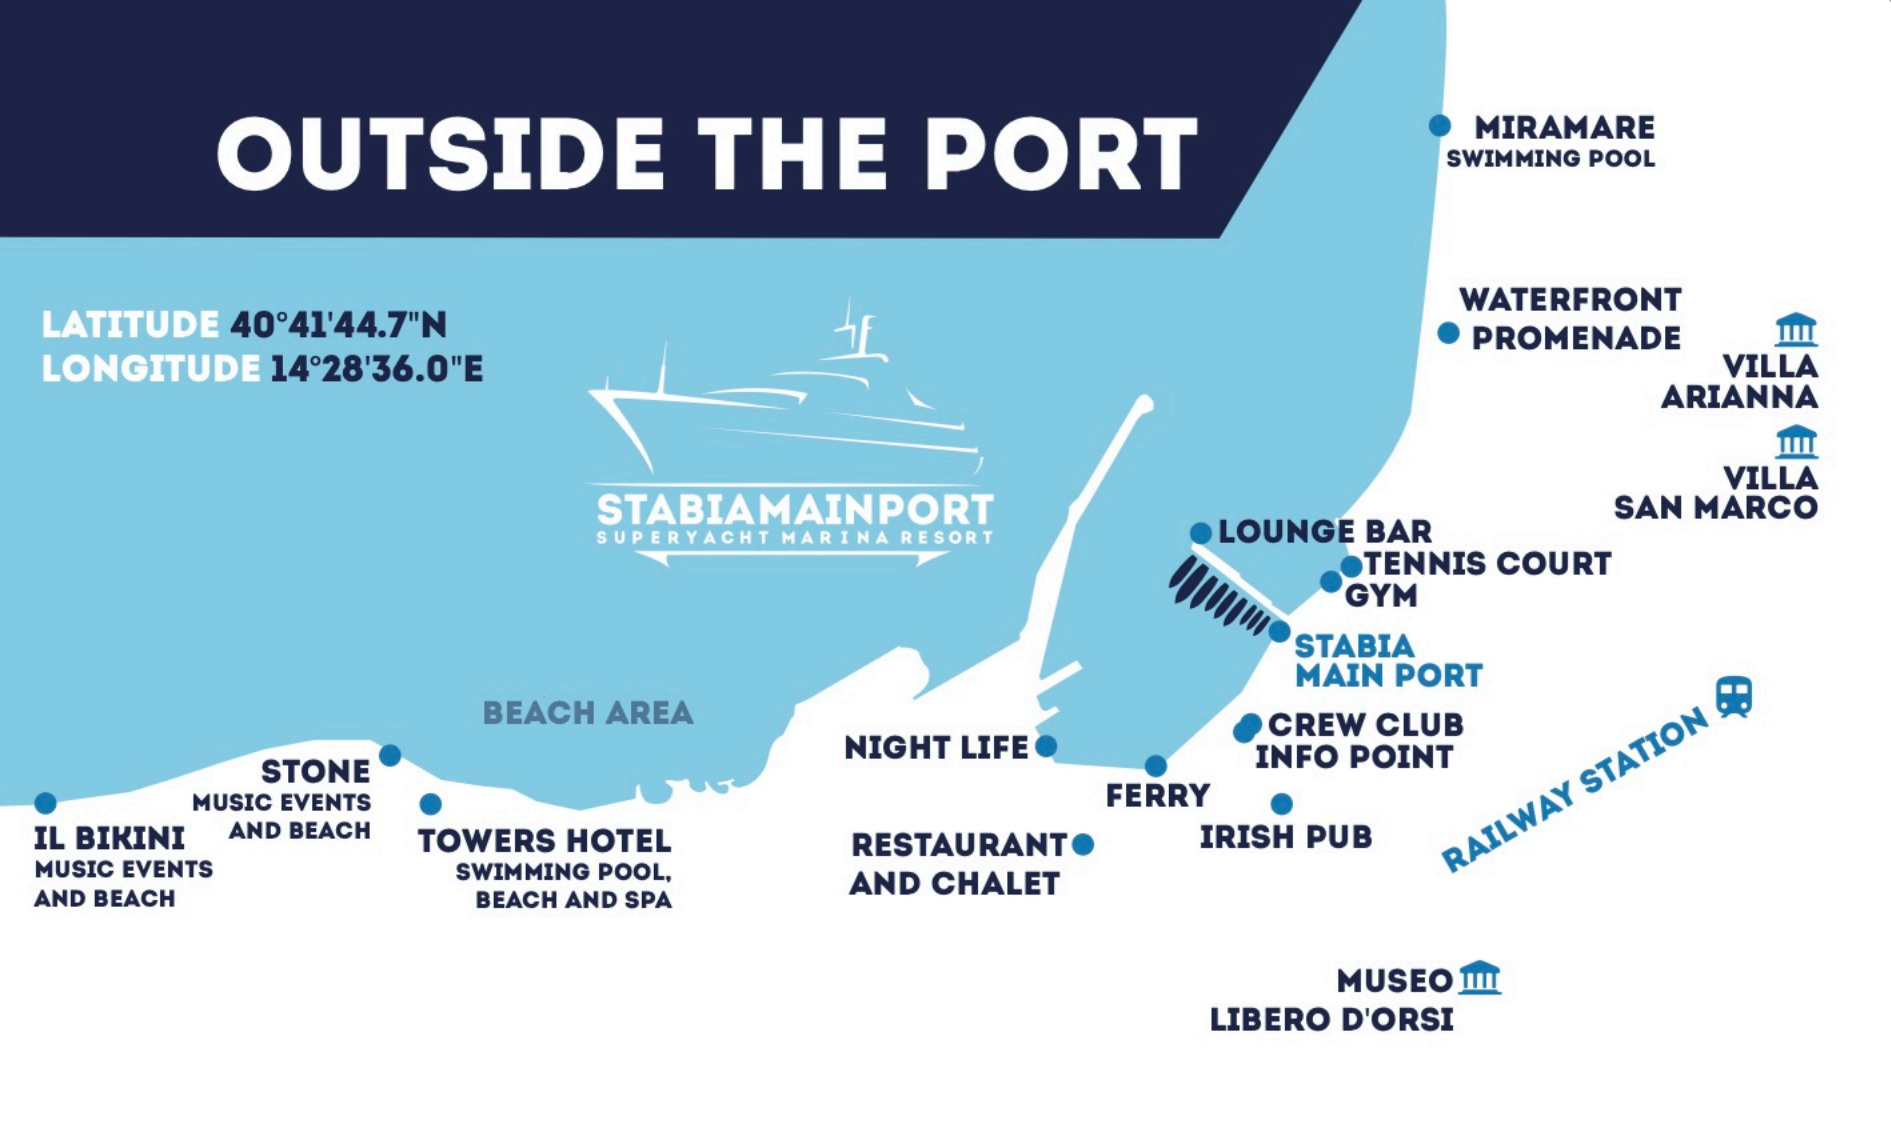 OUTSIDE THE PORT
MIRAMARE
SWIMMING POOL
LATITUDE 40°41'44.7"N
LONGITUDE 14°28'36.0"E
WATERFRONT
PROMENADE
VILLA
ARIANNA
VILLA
SAN MARCO
STABIAMAINPORT
SUPERYACHT MARINA RESORT
LOUNGE BAR
TENNIS COURT
GYM
STABIA
MAIN PORT
BEACH AREA
CREW CLUB
INFO POINT
RAILWAY STATION
NIGHT LIFE
FERRY
IRISH PUB
STONE
MUSIC EVENTS
AND BEACH
IL BIKINI
MUSIC EVENTS
AND BEACH
TOWERS HOTEL
SWIMMING POOL,
BEACH AND SPA
RESTAURANT
AND CHALET
MUSEO
LIBERO D'ORSI